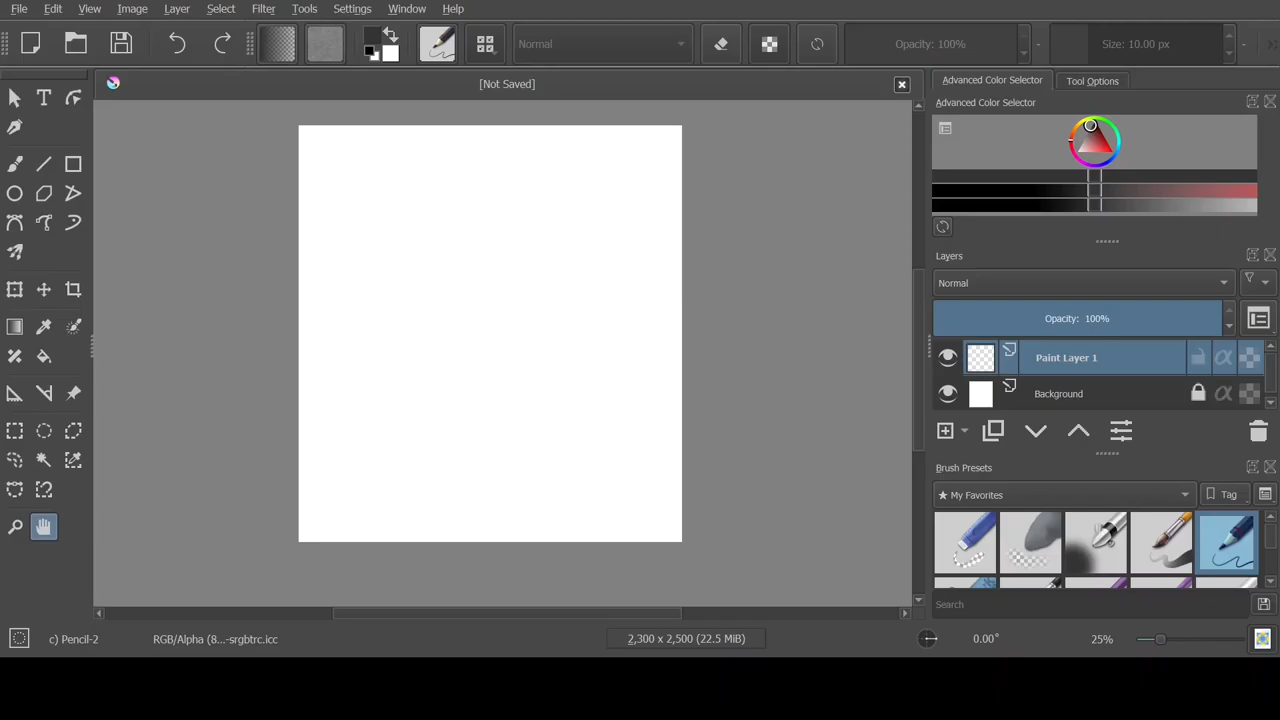 File Edit View Image Layer Select Filter Tools Settings Window Help
Normal Opacity: 100% Size: 10.00 px
[Not Saved]
Advanced Color Selector Tool Options
Advanced Color Selector
Layers
Normal
Opacity: 100%
Paint Layer 1
Background
Brush Presets
★ My Favorites Tag
Search
c) Pencil-2 RGB/Alpha (8...-srgbtrc.icc 2,300 x 2,500 (22.5 MiB) 0.00° 25%